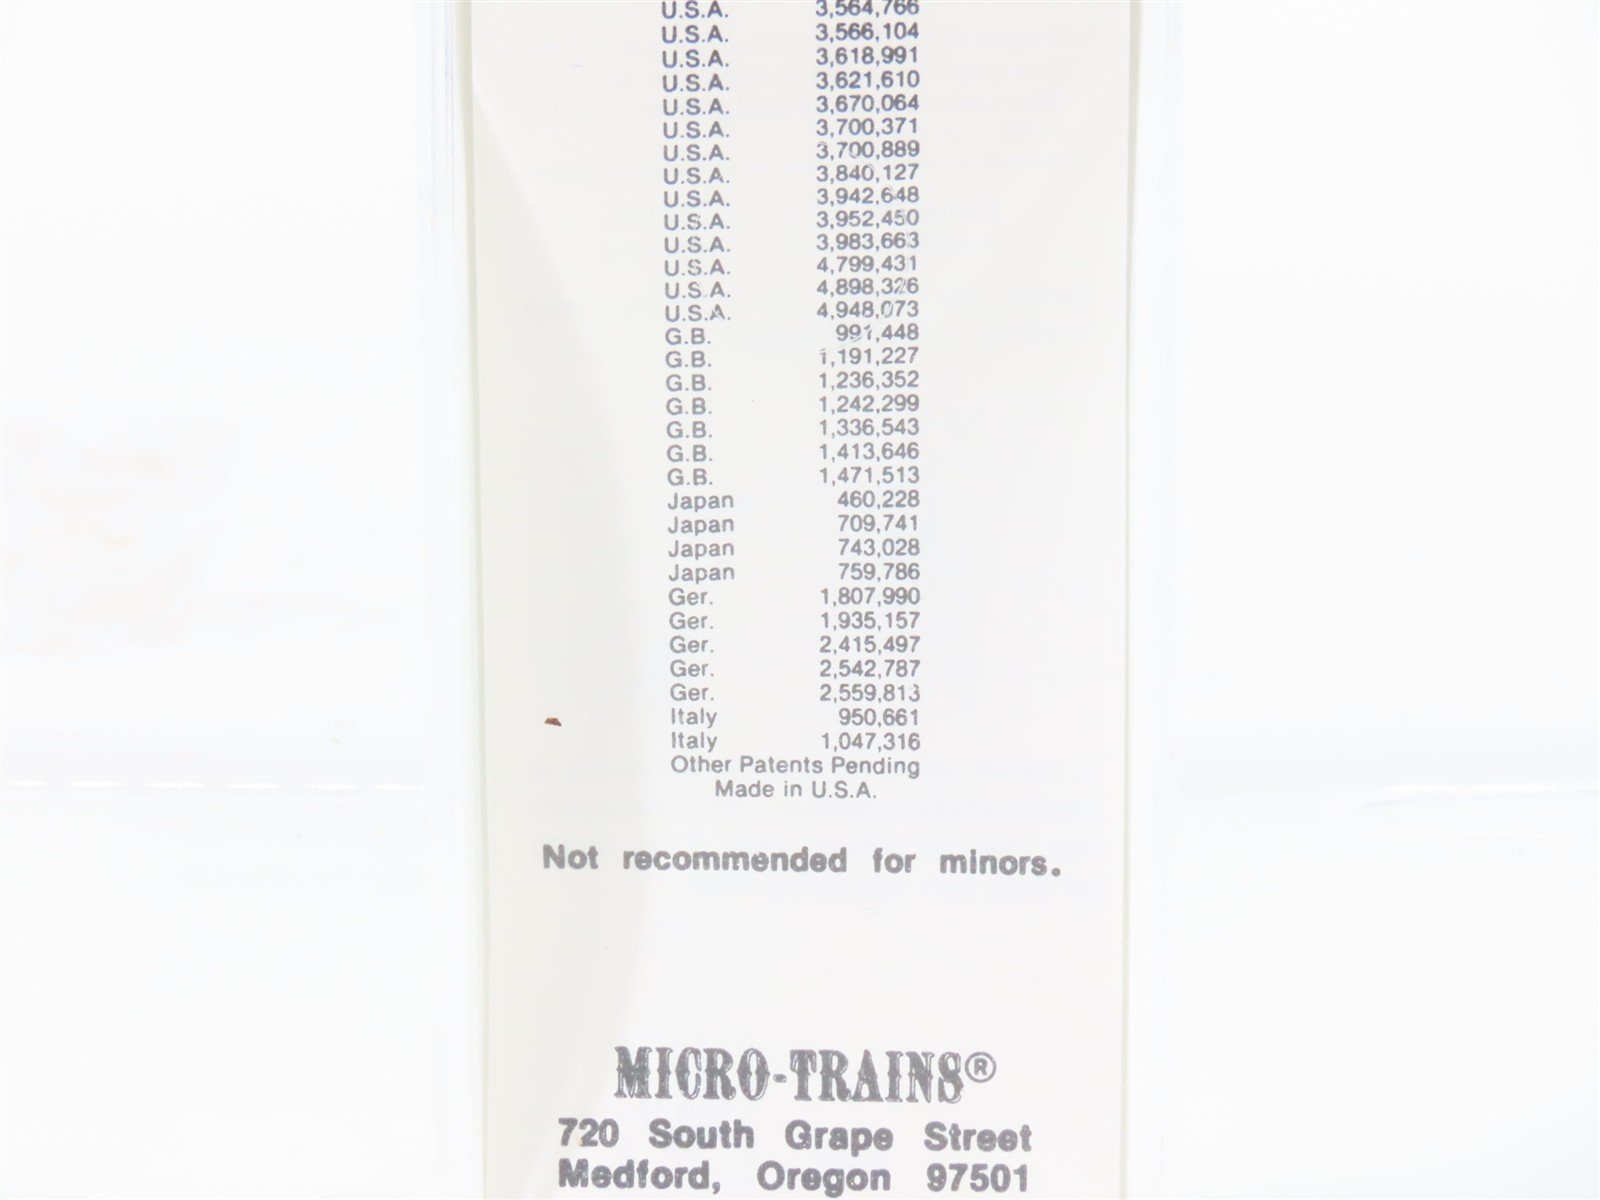 U.S.A. 3,564,766
U.S.A. 3,566,104
U.S.A. 3,618,991
U.S.A. 3,621,610
U.S.A. 3,670,064
U.S.A. 3,700,371
U.S.A. 3,700,889
U.S.A. 3,840,127
U.S.A. 3,942,648
U.S.A. 3,952,450
U.S.A. 3,983,663
U.S.A. 4,799,431
U.S.A. 4,898,326
U.S.A. 4,948,073
G.B. 991,448
G.B. 1,191,227
G.B. 1,236,352
G.B. 1,242,299
G.B. 1,336,543
G.B. 1,413,646
G.B. 1,471,513
Japan 460,228
Japan 709,741
Japan 743,028
Japan 759,786
Ger. 1,807,990
Ger. 1,935,157
Ger. 2,415,497
Ger. 2,542,787
Ger. 2,559,813
Italy 950,661
Italy 1,047,316
Other Patents Pending
Made in U.S.A.
Not recommended for minors.
MICRO-TRAINS®
720 South Grape Street
Medford, Oregon 97501